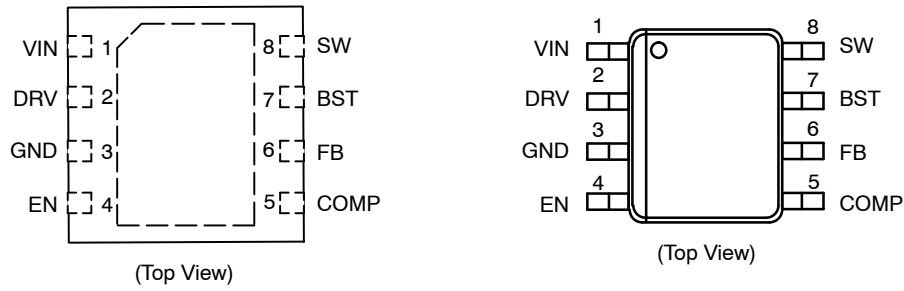 VIN 1 8 SW
DRV 2 7 BST
GND 3 6 FB
EN 4 5 COMP
(Top View)
1 8
VIN SW
2 7
DRV BST
3 6
GND FB
4 5
EN COMP
(Top View)